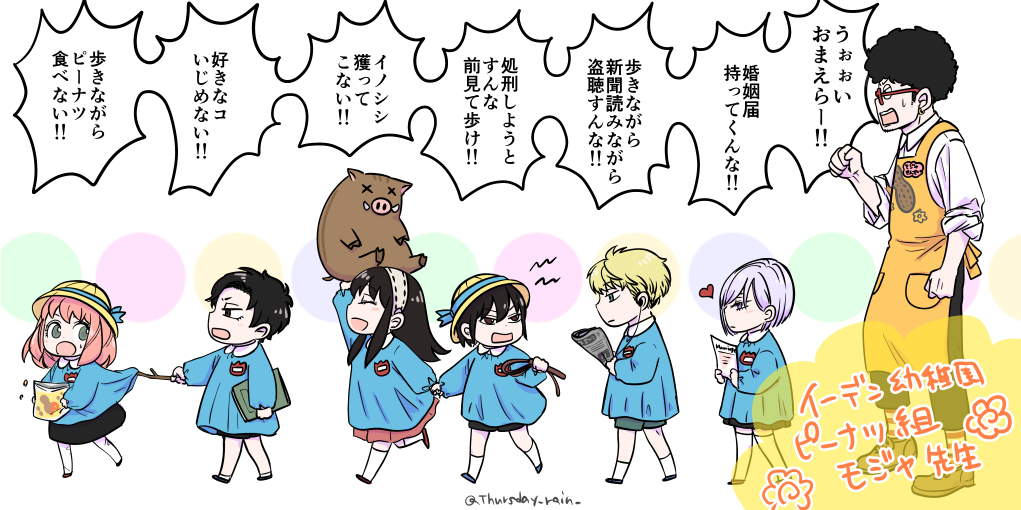 うぉぉい
おまえらー!!
婚姻届
持ってくんな!!
歩きながら
新聞読みながら
盗聴すんな!!
処刑しようと
すんな
前見て歩け!!
イノシシ
獲って
こない!!
好きなコ
いじめない!!
歩きながら
ピーナツ
食べない!!
イーデン幼稚園
ピーナツ組
モジャ先生
@Thursday_rain_